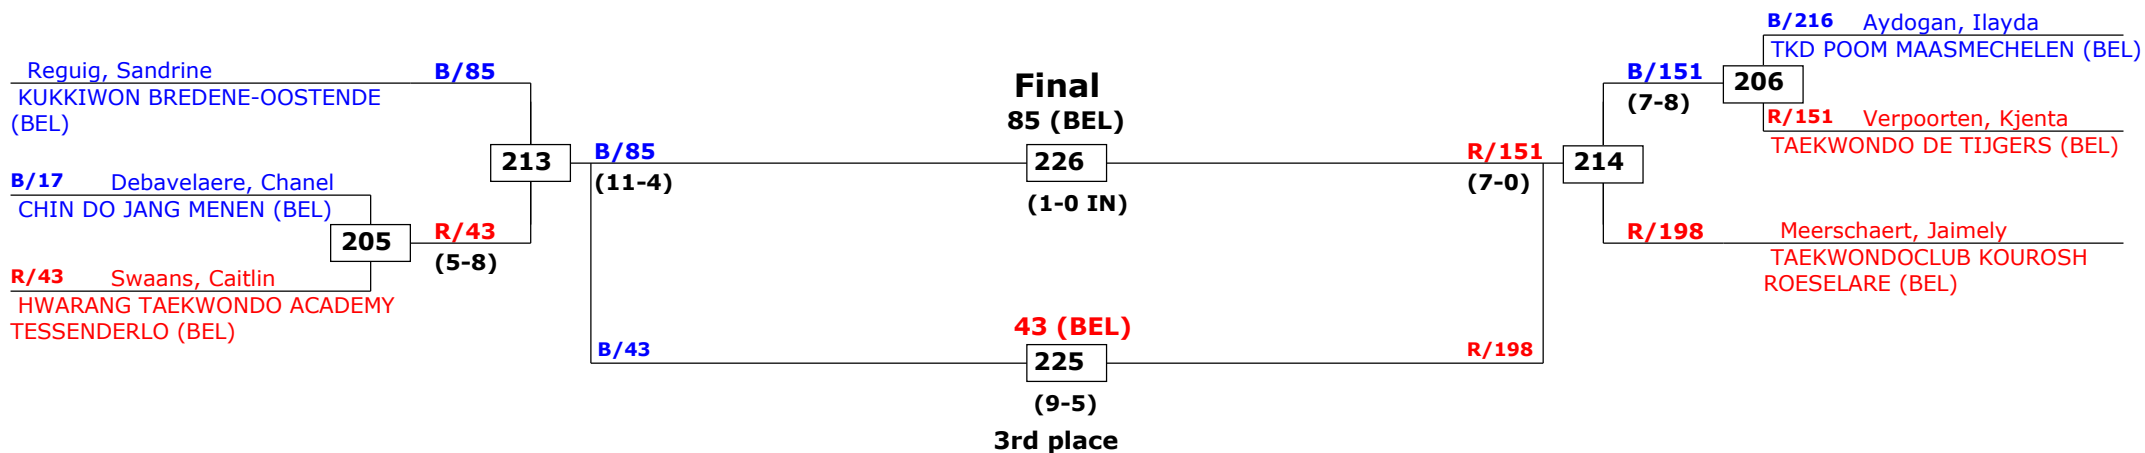 Reguig, Sandrine
KUKKIWON BREDENE-OOSTENDE
(BEL)
B/17 Debavelaere, Chanel
CHIN DO JANG MENEN (BEL)
205
R/43 Swaans, Caitlin
HWARANG TAEKWONDO ACADEMY
TESSENDERLO (BEL)
B/85
213
R/43
(5-8)
B/85
(11-4)
B/43
Final
85 (BEL)
226
(1-0 IN)
43 (BEL)
225
(9-5)
3rd place
R/151
(7-0)
R/198
214
B/151
(7-8)
R/198
B/216 Aydogan, Ilayda
TKD POOM MAASMECHELEN (BEL)
206
R/151 Verpoorten, Kjenta
TAEKWONDO DE TIJGERS (BEL)
Meerschaert, Jaimely
TAEKWONDOCLUB KOUROSH
ROESELARE (BEL)